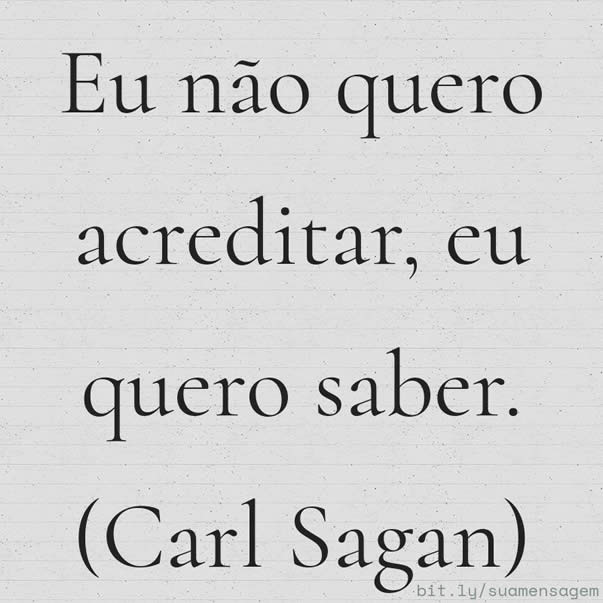 Eu não quero
acreditar, eu
quero saber.
(Carl Sagan)
bit.ly/suamensagem